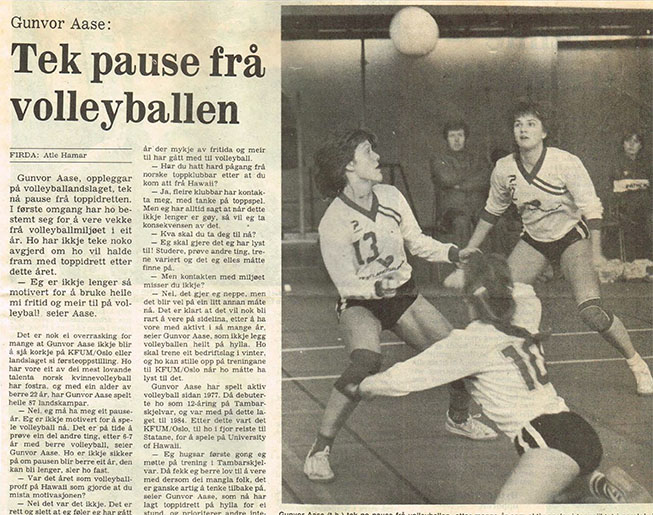 Gunvor Aase:
Tek pause frå
volleyballen
FIRDA: Atle Hamar
Gunvor Aase, oppleggar
på volleyballandslaget, tek
nå pause frå toppidretten.
I første omgang har ho be-
stemt seg for å vere vekke
frå volleyballmiljøet i eit
år. Ho har ikkje teke noko
avgjerd om ho vil halde
fram med toppidrett etter
dette året.
— Eg er ikkje lenger så
motivert for å bruke heile
mi fritid og meir til på vol-
leyball, seier Aase.
Det er nok ei overrasking for
mange at Gunvor Aase ikkje blir
å sjå korkje på KFUM/Oslo eller
landslaget si førsteoppstilling. Ho
har vore eit av dei mest lovande
talenta norsk kvinnevolleyball
har fostra, og med ein alder av
berre 22 år, har Gunvor Aase spelt
heile 87 landskampar.
— Nei, eg må ha meg eit pause-
år. Eg er ikkje motivert for å spe-
le volleyball nå. Det er på tide å
prøve ein del andre ting, etter 6-7
år med berre volleyball, seier
Gunvor Aase. Ho er ikkje sikker
på om pausen blir berre eit år, den
kan bli lenger, sler ho fast.
— Var det året som volleyball-
proff på Hawaii som gjorde at du
mista motivasjonen?
— Nei det var ikkje det. Det er
rett og slett at eg føler eg har gått
år der mykje av fritida og meir
til har gått med til volleyball.
— Har du hatt hard pågang frå
norske toppklubbar etter at du
kom att frå Hawaii?
— Ja, fleire klubbar har kontak-
ta meg, med tanke på toppspel.
Men eg har alltid sagt at når dette
ikkje lenger er gøy, så vil eg ta
konsekvensen av det.
— Kva skal du ta deg til nå?
— Eg skal gjere det eg har lyst
til! Studere, prøve andre ting, tre-
ne variert og det eg elles måtte
finne på.
— Men kontakten med miljøet
misser du ikkje?
— Nei, det gjer eg neppe, men
det blir vel på ein litt annan måte
nå. Det er klart at det vil nok bli
rart å vere på sidelina, etter å ha
vore med aktivt i så mange år,
seier Gunvor Aase, som ikkje legg
volleyballen heilt på hylla. Ho
skal trene eit bedriftslag i vinter,
og ho kan stille opp på treningane
til KFUM/Oslo når ho måtte ha
lyst til det.
Gunvor Aase har spelt aktiv
volleyball sidan 1977. Då debuter-
te ho som 12-åring på Tambar-
skjelvar, og var med på dette la-
get til 1984. Etter dette vart det
KFUM/Oslo, til ho i fjor reiste til
Statane, for å spele på University
of Hawaii.
— Eg hugsar første gong eg
møtte på trening i Tambarskjel-
var. Då fekk eg berre lov til å vere
med dersom dei mangla folk, det
er ganske artig å tenke tilbake på,
seier Gunvor Aase, som nå har
lagt toppidrett på hylla for ei
stund, og prioriterer andre inte-
13